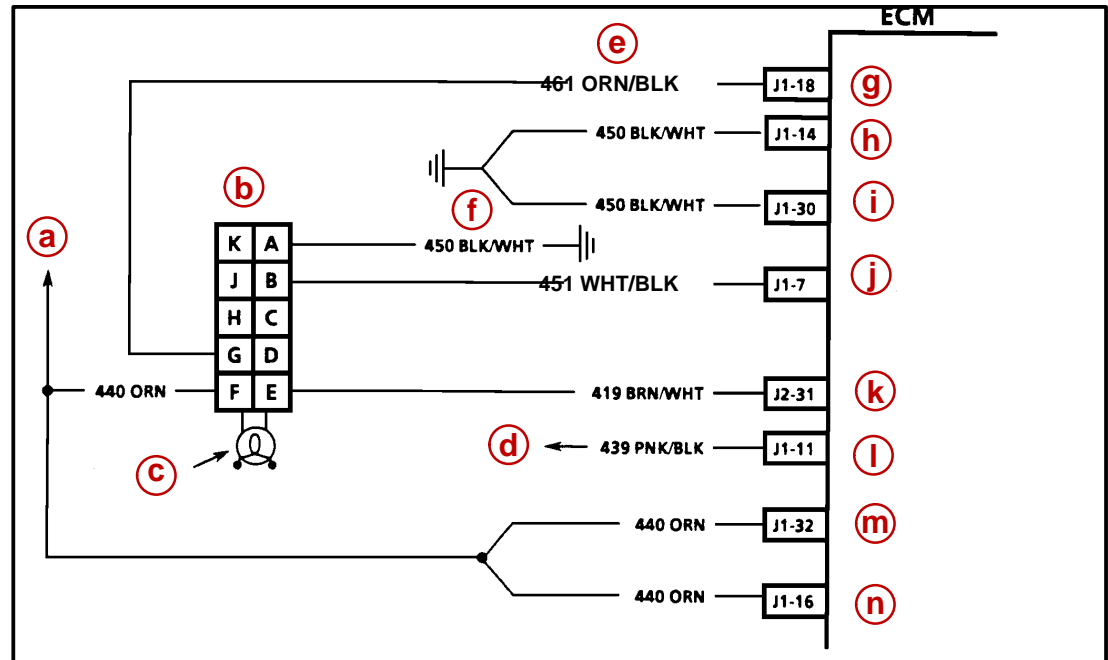 ECM
e
461 ORN/BLK
J1-18
g
450 BLK/WHT
J1-14
h
b
f
450 BLK/WHT
J1-30
i
a
K A
450 BLK/WHT
J B
451 WHT/BLK
J1-7
j
H C
G D
440 ORN
F E
419 BRN/WHT
J2-31
k
c
d
439 PNK/BLK
J1-11
l
440 ORN
J1-32
m
440 ORN
J1-16
n